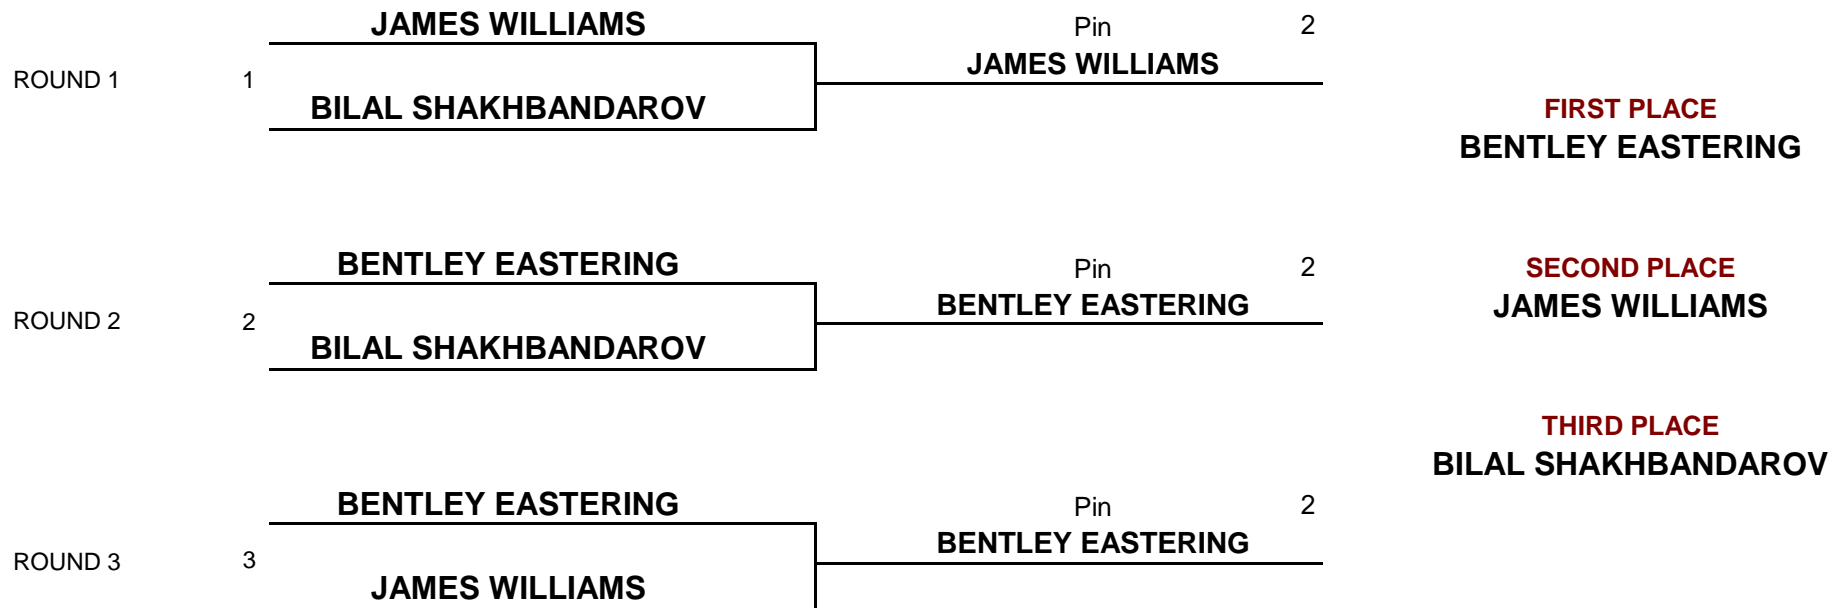 JAMES WILLIAMS
Pin 2
ROUND 1 1
JAMES WILLIAMS
BILAL SHAKHBANDAROV
FIRST PLACE
BENTLEY EASTERING
BENTLEY EASTERING
Pin 2
SECOND PLACE
ROUND 2 2
BENTLEY EASTERING
JAMES WILLIAMS
BILAL SHAKHBANDAROV
THIRD PLACE
BILAL SHAKHBANDAROV
BENTLEY EASTERING
Pin 2
ROUND 3 3
BENTLEY EASTERING
JAMES WILLIAMS